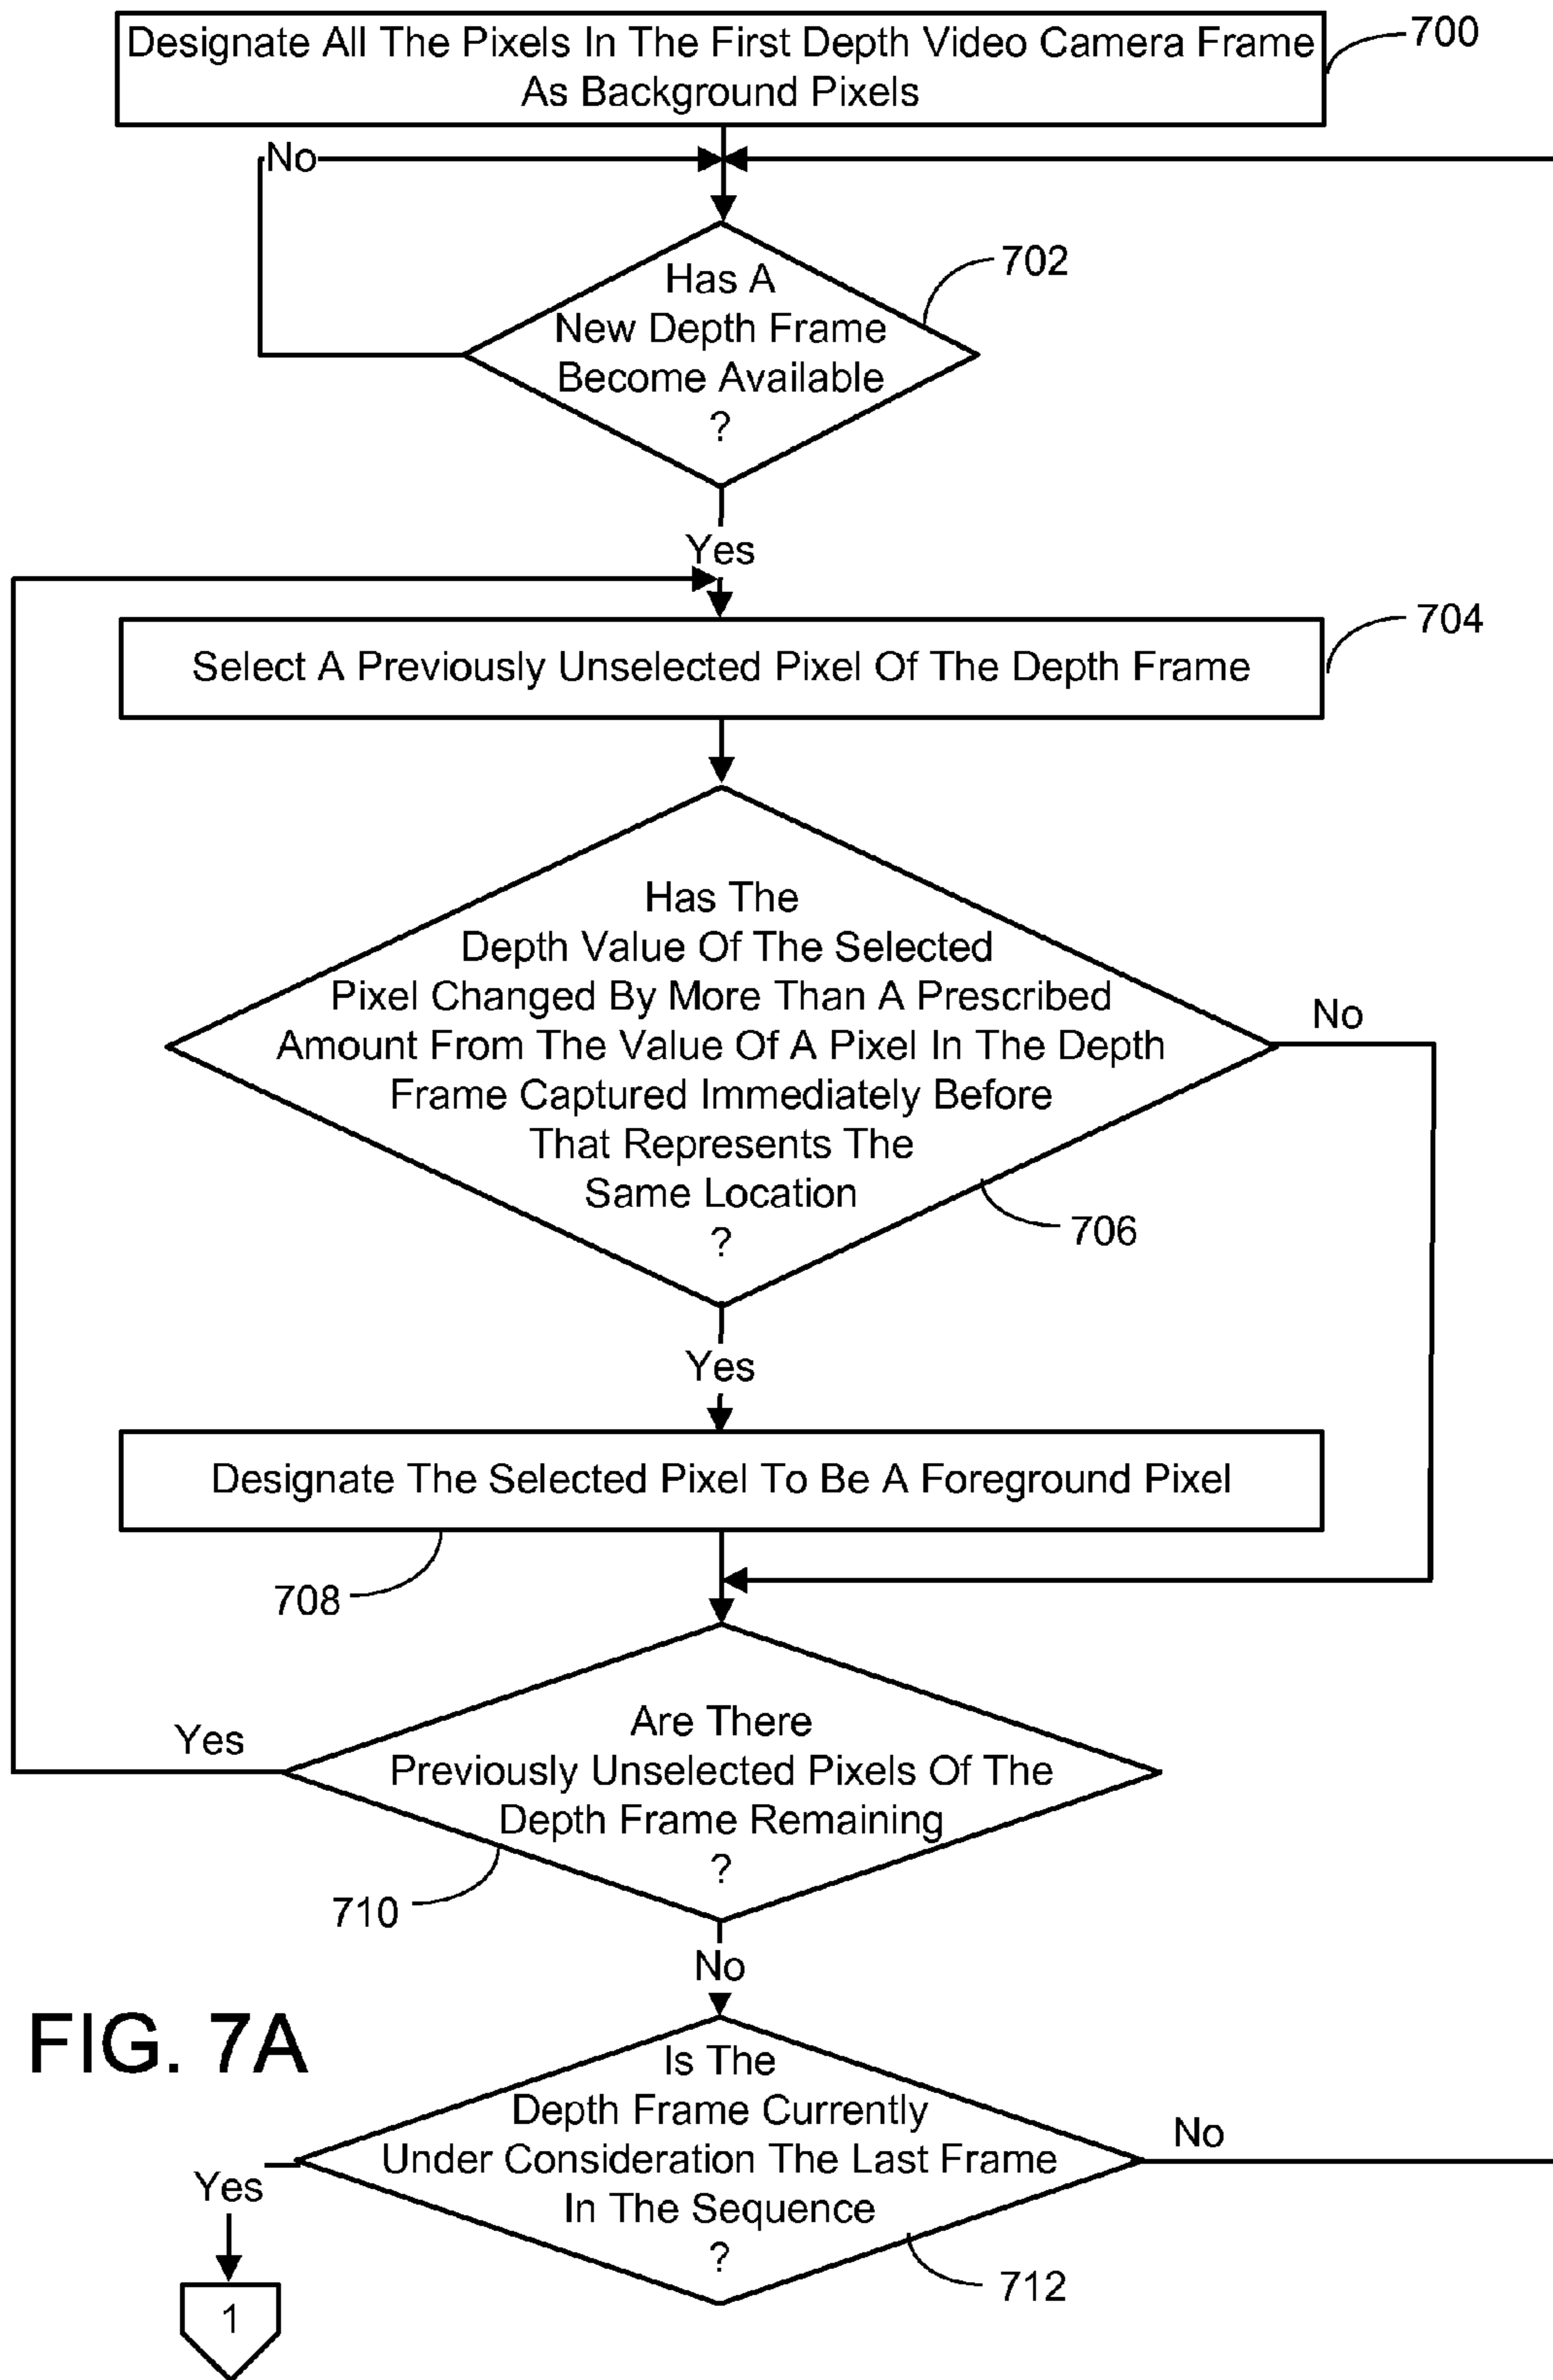 Designate All The Pixels In The First Depth Video Camera Frame
As Background Pixels
700
No
Has A
New Depth Frame
Become Available
?
702
Yes
704
Select A Previously Unselected Pixel Of The Depth Frame
Has The
Depth Value Of The Selected
Pixel Changed By More Than A Prescribed
Amount From The Value Of A Pixel In The Depth
Frame Captured Immediately Before
That Represents The
Same Location
?
No
706
Yes
Designate The Selected Pixel To Be A Foreground Pixel
708
Are There
Previously Unselected Pixels Of The
Depth Frame Remaining
?
Yes
710
No
FIG. 7A
Is The
Depth Frame Currently
Under Consideration The Last Frame
In The Sequence
?
No
Yes
712
1